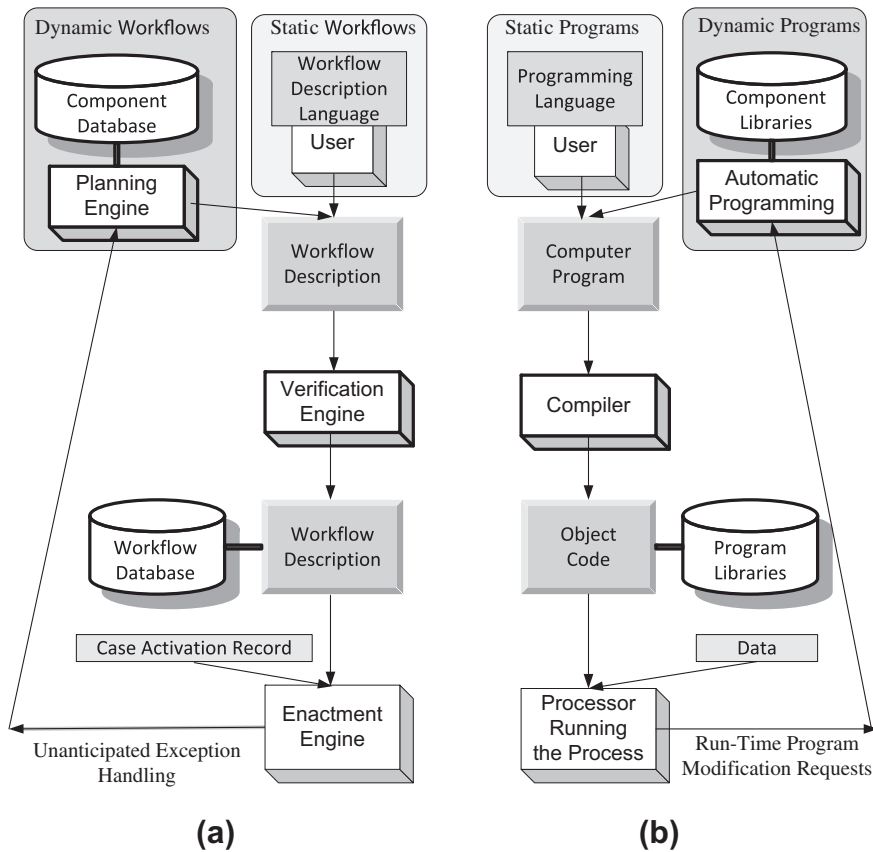 Dynamic Workflows
Component
Database
Planning
Engine
Static Workflows
Workflow
Description
Language
User
Workflow
Description
Verification
Engine
Workflow
Database
Workflow
Description
Case Activation Record
Enactment
Engine
Unanticipated Exception
Handling
(a)
Static Programs
Programming
Language
User
Dynamic Programs
Component
Libraries
Automatic
Programming
Computer
Program
Compiler
Object
Code
Program
Libraries
Data
Processor
Running
the Process
Run-Time Program
Modification Requests
(b)